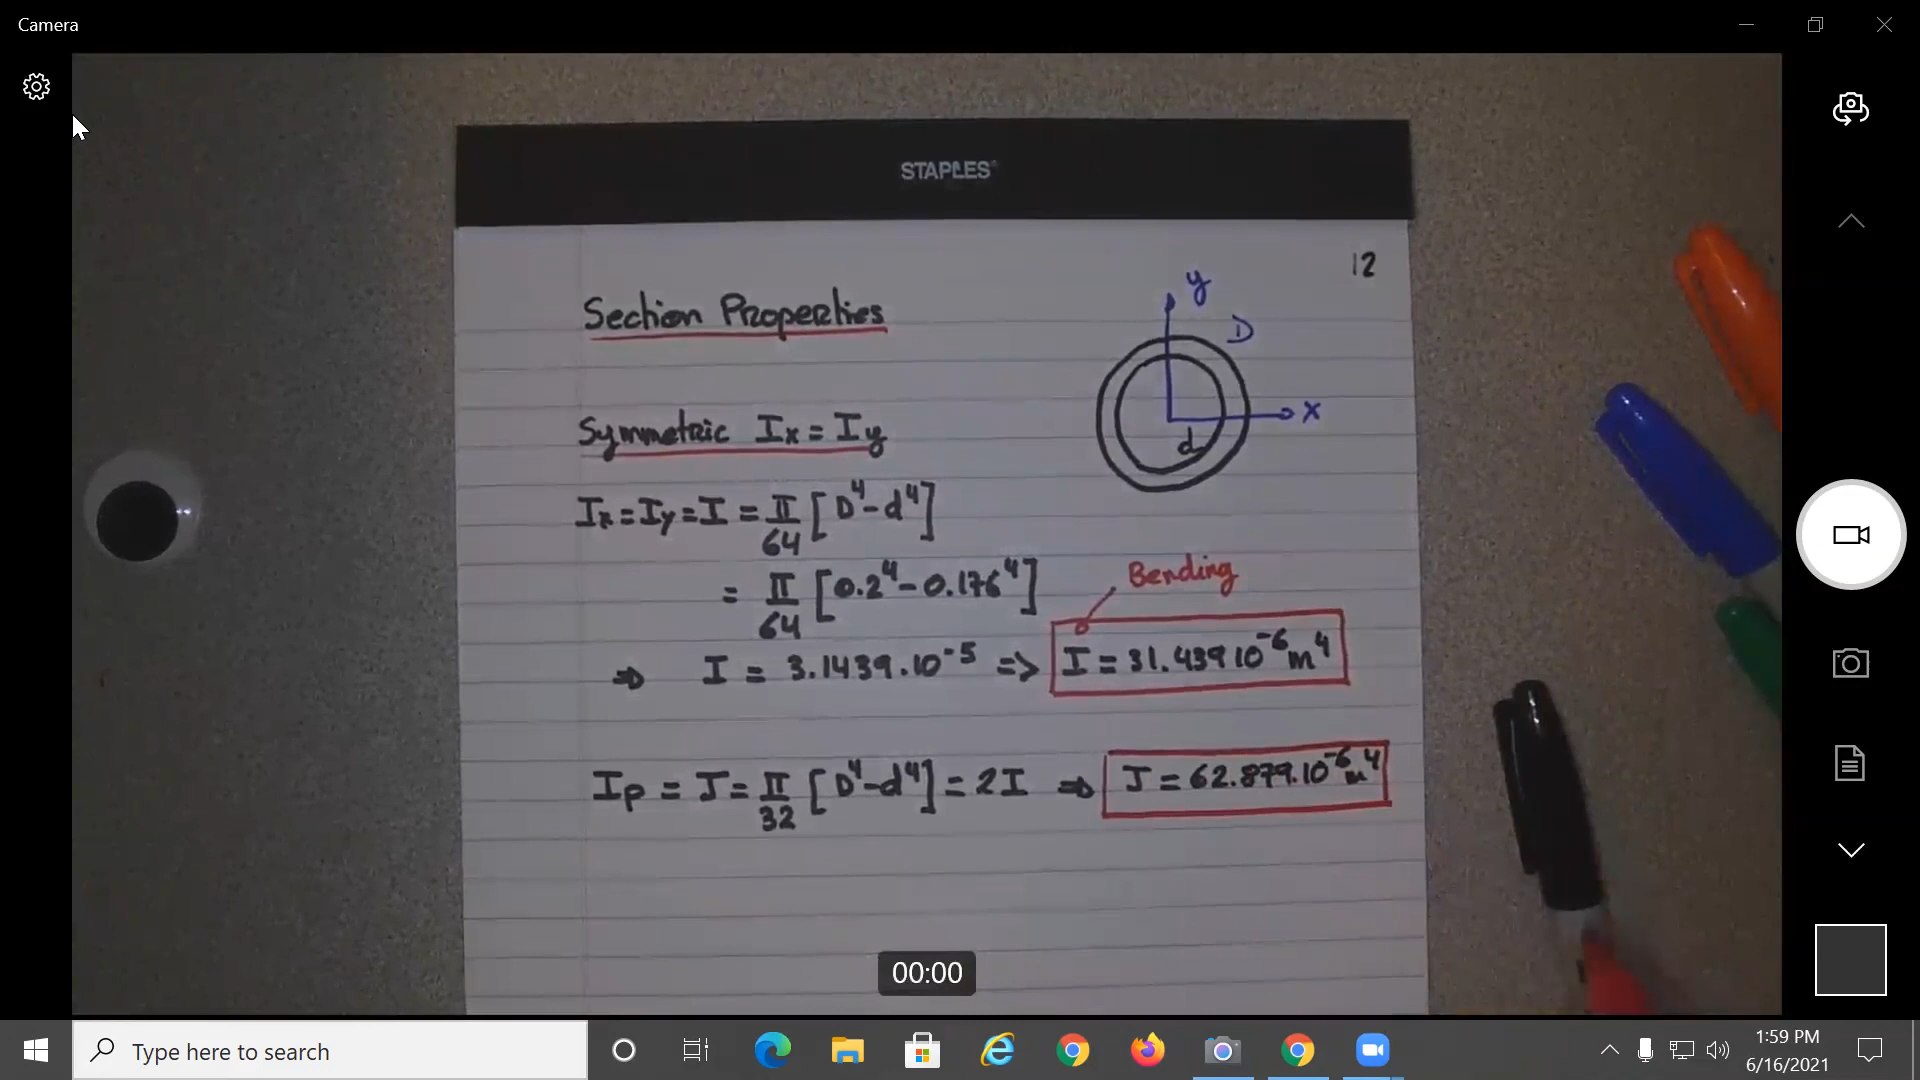 Camera
STAPLES
12
Section Properties
y
D
x
d
Symmetric Ix = Iy
Ix = Iy = I = π/64 [D⁴ - d⁴]
= π/64 [0.2⁴ - 0.176⁴]
Bending
⇒ I = 3.1439.10⁻⁵ => I = 31.439 10⁻⁶ m⁴
Ip = J = π/32 [D⁴ - d⁴] = 2I ⇒ J = 62.879.10⁻⁶ m⁴
00:00
Type here to search
1:59 PM
6/16/2021